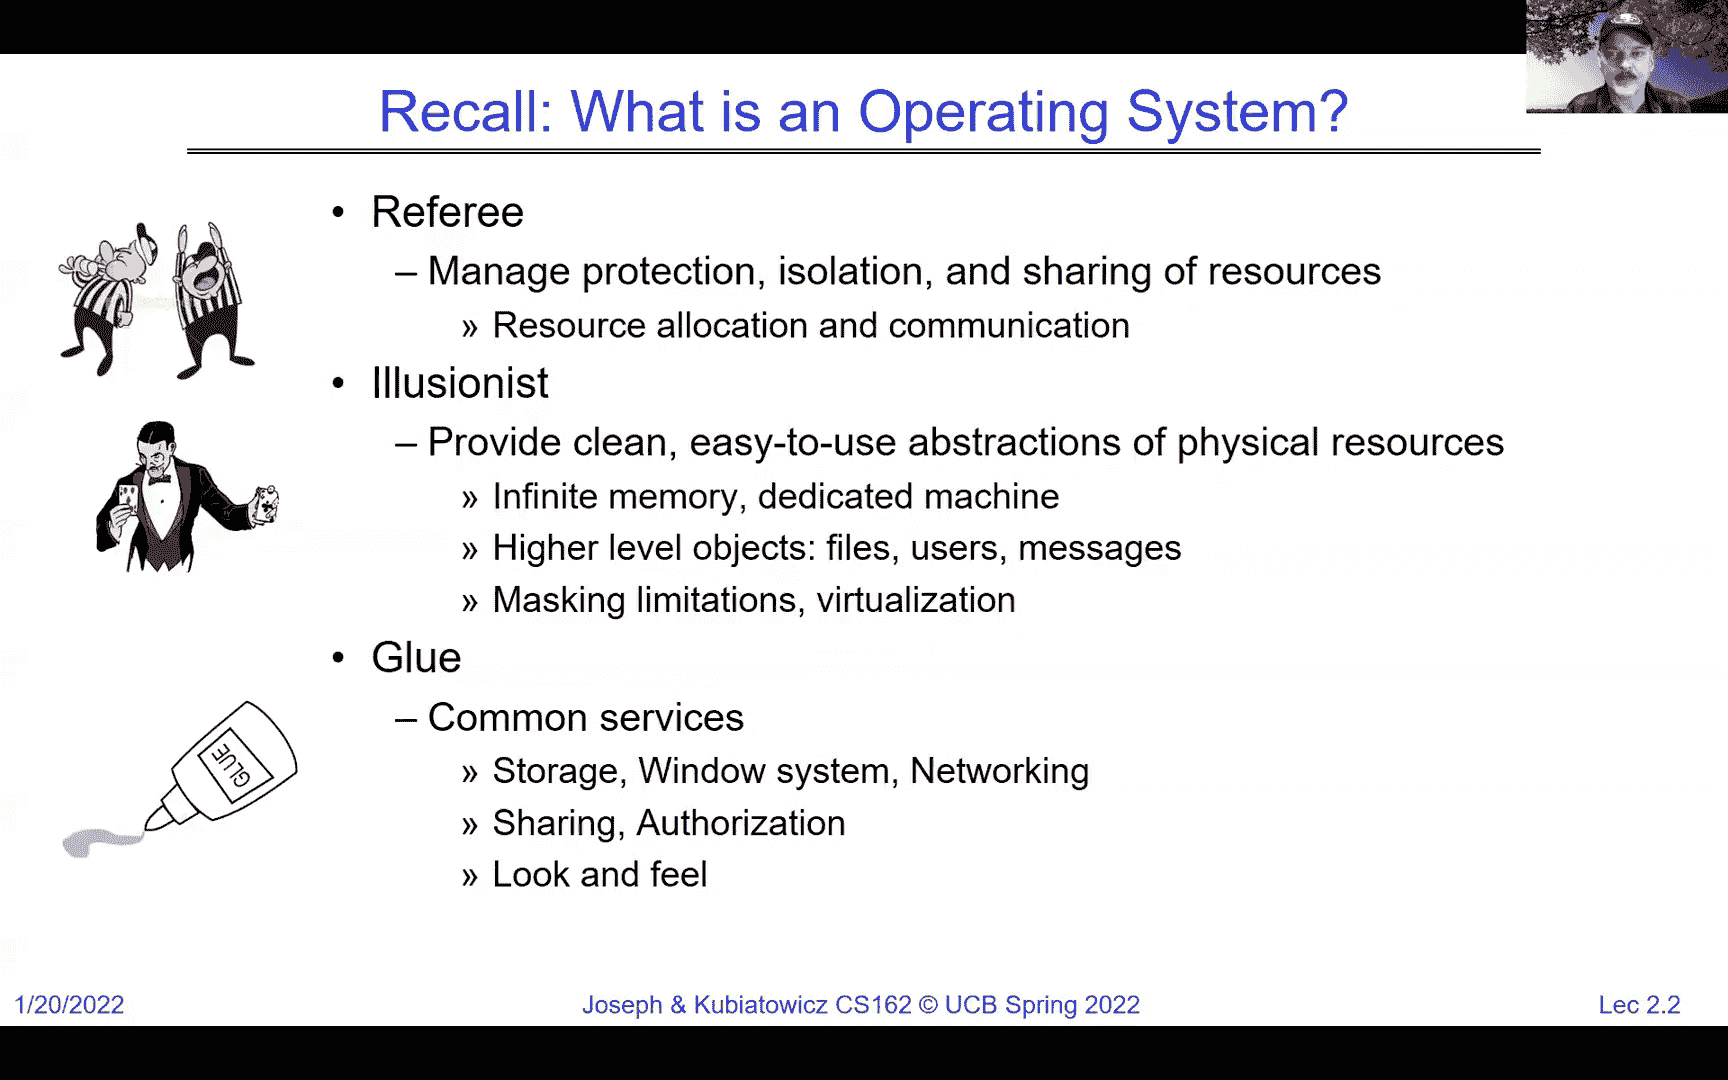 Recall: What is an Operating System?
• Referee
– Manage protection, isolation, and sharing of resources
» Resource allocation and communication
• Illusionist
– Provide clean, easy-to-use abstractions of physical resources
» Infinite memory, dedicated machine
» Higher level objects: files, users, messages
» Masking limitations, virtualization
• Glue
– Common services
» Storage, Window system, Networking
» Sharing, Authorization
» Look and feel
GLUE
1/20/2022
Joseph & Kubiatowicz CS162 © UCB Spring 2022
Lec 2.2